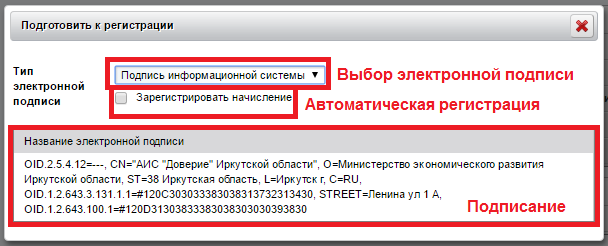 Подготовить к регистрации
Тип
электронной
подписи
Подпись информационной системы
Выбор электронной подписи
Зарегистрировать начисление
Автоматическая регистрация
Название электронной подписи
OID.2.5.4.12=---, CN="АИС "Доверие" Иркутской области", O=Министерство экономического развития
Иркутской области, ST=38 Иркутская область, L=Иркутск г, C=RU,
OID.1.2.643.3.131.1.1=#120C303033383038313732313430, STREET=Ленина ул 1 А,
OID.1.2.643.100.1=#120D31303833383038303030393830
Подписание